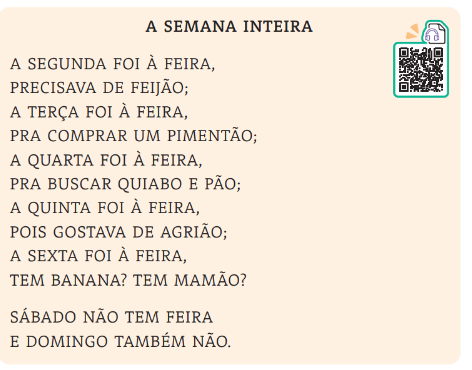 A SEMANA INTEIRA
A SEGUNDA FOI À FEIRA,
PRECISAVA DE FEIJÃO;
A TERÇA FOI À FEIRA,
PRA COMPRAR UM PIMENTÃO;
A QUARTA FOI À FEIRA,
PRA BUSCAR QUIABO E PÃO;
A QUINTA FOI À FEIRA,
POIS GOSTAVA DE AGRIÃO;
A SEXTA FOI À FEIRA,
TEM BANANA? TEM MAMÃO?
SÁBADO NÃO TEM FEIRA
E DOMINGO TAMBÉM NÃO.